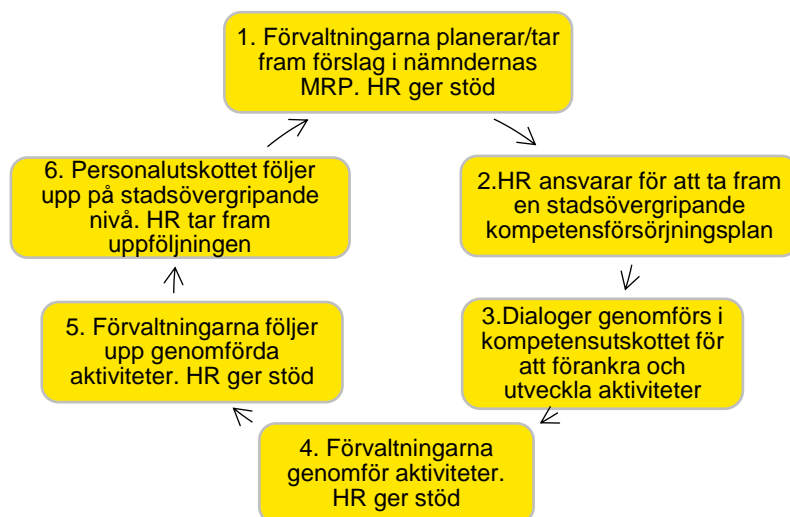 1. Förvaltningarna planerar/tar
fram förslag i nämndernas
MRP. HR ger stöd
2.HR ansvarar för att ta fram
en stadsövergripande
kompetensförsörjningsplan
3.Dialoger genomförs i
kompetensutskottet för
att förankra och
utveckla aktiviteter
4. Förvaltningarna
genomför aktiviteter.
HR ger stöd
5. Förvaltningarna följer
upp genomförda
aktiviteter. HR ger stöd
6. Personalutskottet följer
upp på stadsövergripande
nivå. HR tar fram
uppföljningen